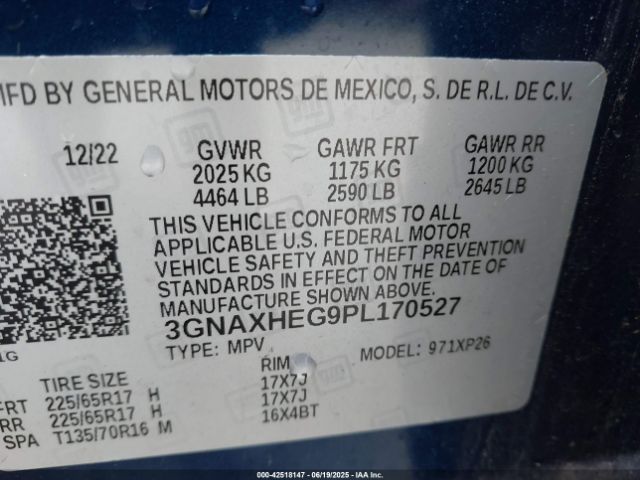 MFD BY GENERAL MOTORS DE MEXICO, S. DE R.L. DE C.V.
12/22 GVWR GAWR FRT GAWR RR
2025 KG 1175 KG 1200 KG
4464 LB 2590 LB 2645 LB
THIS VEHICLE CONFORMS TO ALL
APPLICABLE U.S. FEDERAL MOTOR
VEHICLE SAFETY AND THEFT PREVENTION
STANDARDS IN EFFECT ON THE DATE OF
MANUFACTURE SHOWN ABOVE.
3GNAXHEG9PL170527
TYPE: MPV MODEL: 971XP26
TIRE SIZE RIM
FRT 225/65R17 H 17X7J
RR 225/65R17 H 17X7J
SPA T135/70R16 M 16X4BT
© IAA - 42518147 - 06/19/2025 - IAAI.COM